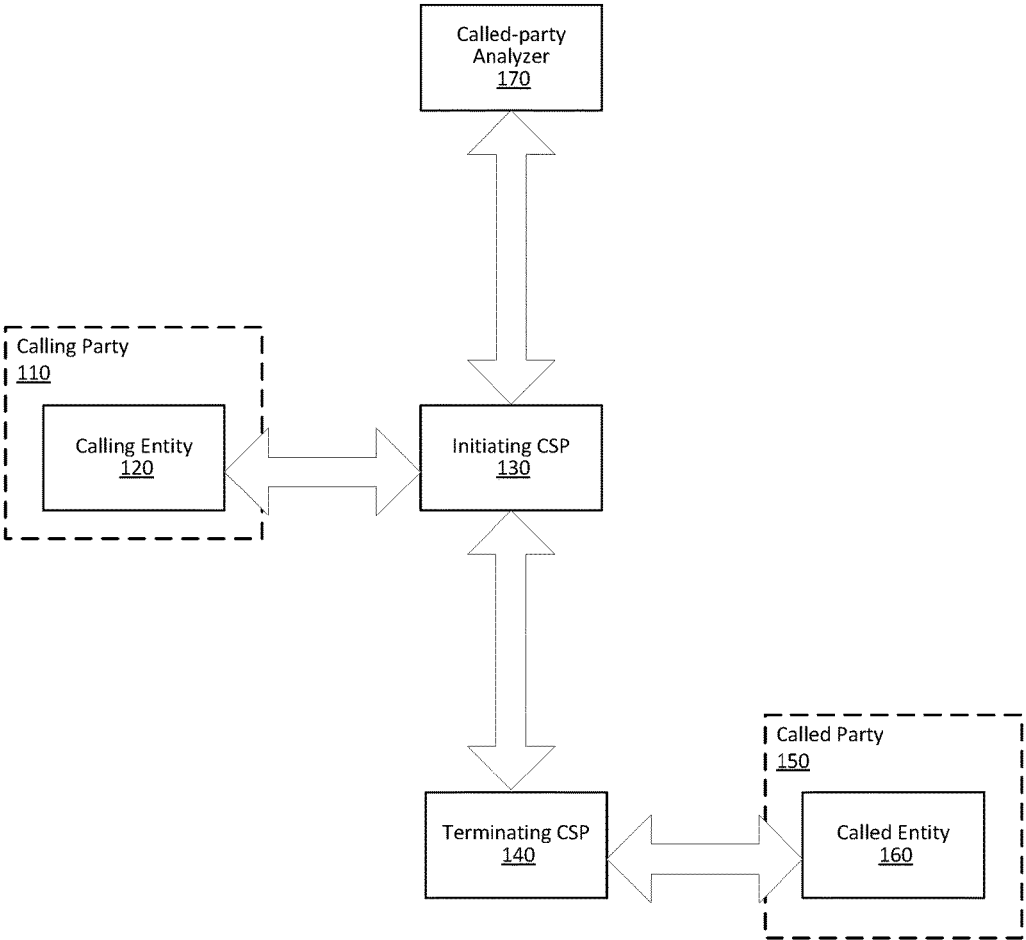 Called-party
Analyzer
170
Calling Party
110
Calling Entity
120
Initiating CSP
130
Called Party
150
Terminating CSP
140
Called Entity
160